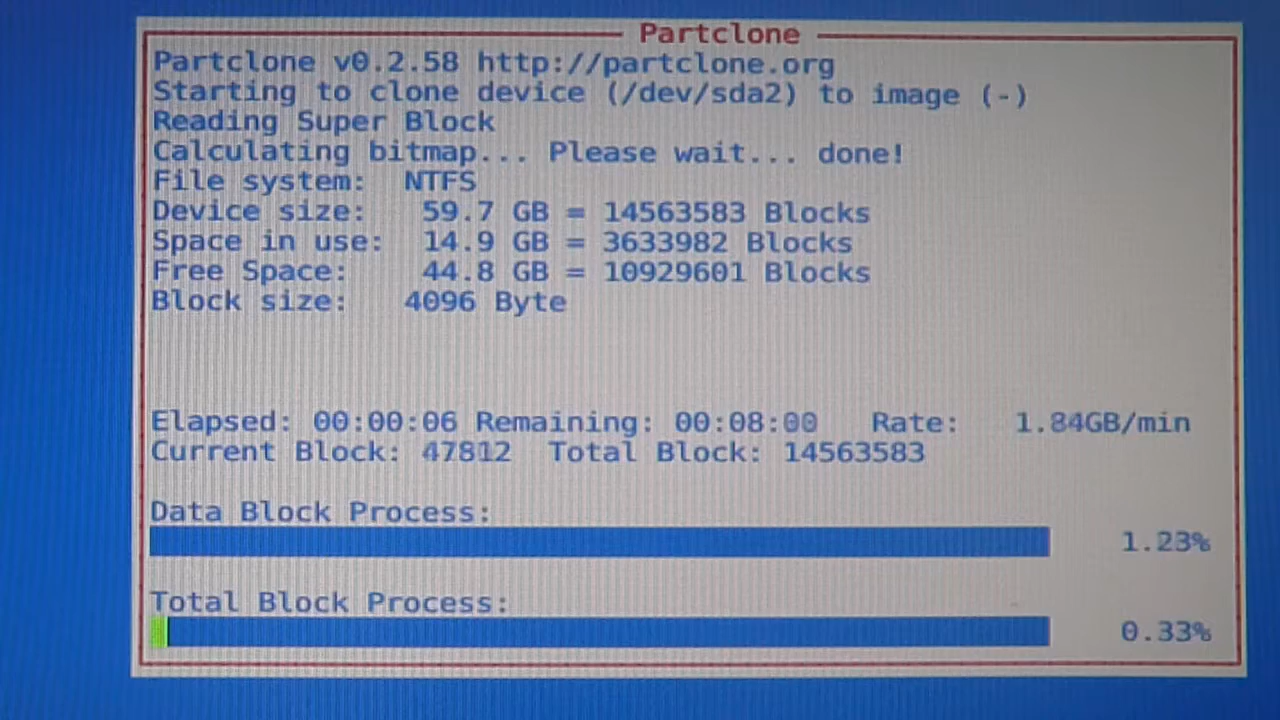 Partclone
Partclone v0.2.58 http://partclone.org
Starting to clone device (/dev/sda2) to image (-)
Reading Super Block
Calculating bitmap... Please wait... done!
File system: NTFS
Device size: 59.7 GB = 14563583 Blocks
Space in use: 14.9 GB = 3633982 Blocks
Free Space: 44.8 GB = 10929601 Blocks
Block size: 4096 Byte
Elapsed: 00:00:06 Remaining: 00:08:00 Rate: 1.84GB/min
Current Block: 47812 Total Block: 14563583
Data Block Process:
1.23%
Total Block Process:
0.33%